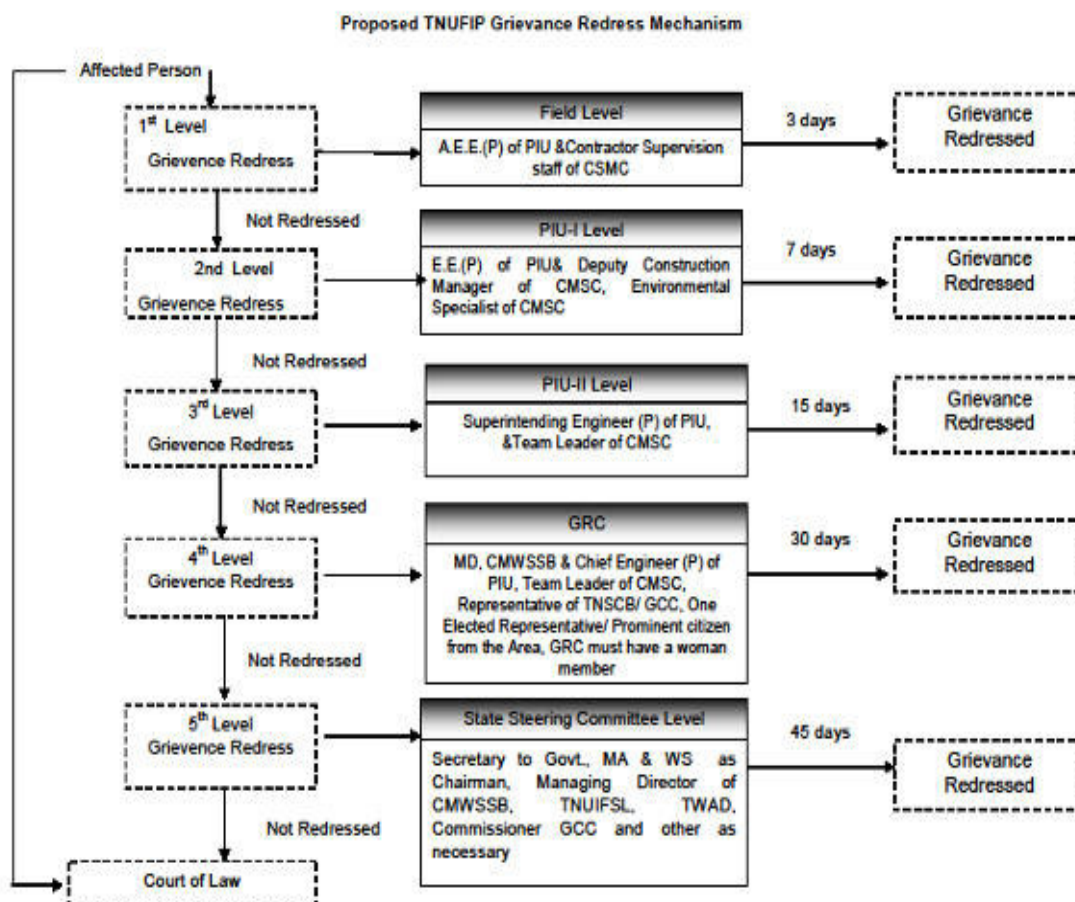 Proposed TNUFIP Grievance Redress Mechanism
Affected Person
1st Level
Grievence Redress
Field Level
A.E.E.(P) of PIU &Contractor Supervision
staff of CSMC
3 days
Grievance
Redressed
Not Redressed
2nd Level
Grievence Redress
PIU-I Level
E.E.(P) of PIU& Deputy Construction
Manager of CMSC, Environmental
Specialist of CMSC
7 days
Grievance
Redressed
Not Redressed
3rd Level
Grievence Redress
PIU-II Level
Superintending Engineer (P) of PIU,
&Team Leader of CMSC
15 days
Grievance
Redressed
Not Redressed
4th Level
Grievence Redress
GRC
MD, CMWSSB & Chief Engineer (P) of
PIU, Team Leader of CMSC,
Representative of TNSCB/ GCC, One
Elected Representative/ Prominent citizen
from the Area, GRC must have a woman
member
30 days
Grievance
Redressed
Not Redressed
5th Level
Grievence Redress
State Steering Committee Level
Secretary to Govt., MA & WS as
Chairman, Managing Director of
CMWSSB, TNUIFSL, TWAD,
Commissioner GCC and other as
necessary
45 days
Grievance
Redressed
Not Redressed
Court of Law